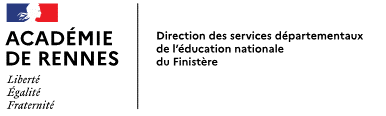 ACADÉMIE
DE RENNES
Liberté
Égalité
Fraternité
Direction des services départementaux
de l'éducation nationale
du Finistère